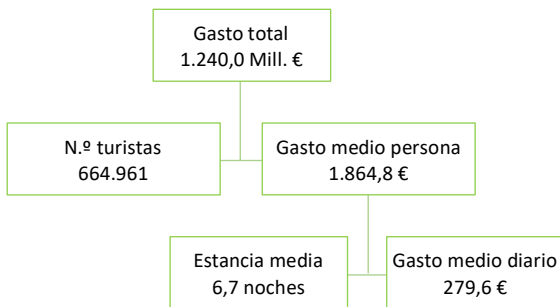 Gasto total
1.240,0 Mill. €
N.º turistas
664.961
Gasto medio persona
1.864,8 €
Estancia media
6,7 noches
Gasto medio diario
279,6 €